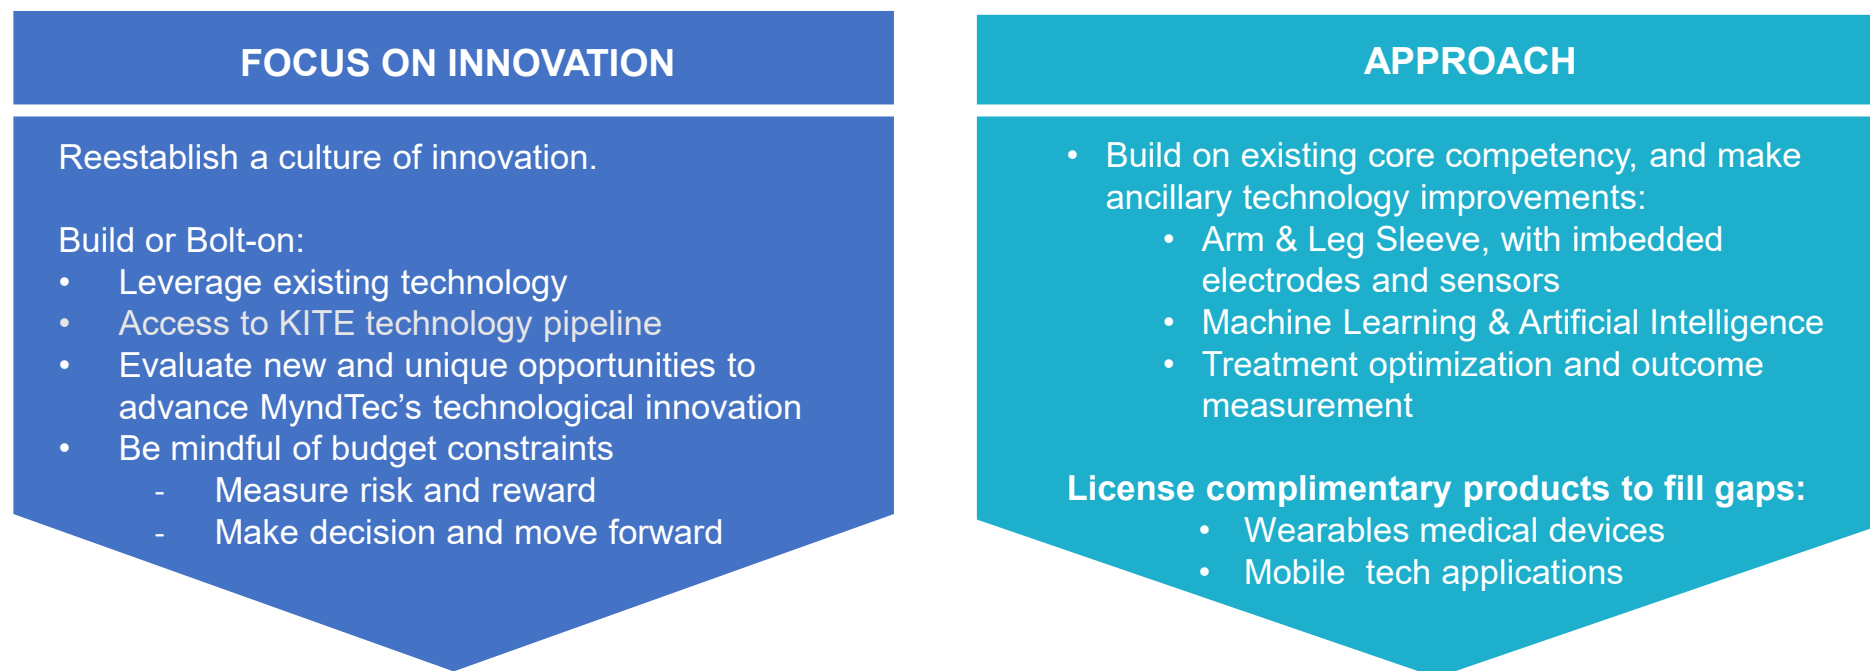 FOCUS ON INNOVATION
Reestablish a culture of innovation.
Build or Bolt-on:
• Leverage existing technology
• Access to KITE technology pipeline
• Evaluate new and unique opportunities to
advance MyndTec’s technological innovation
• Be mindful of budget constraints
- Measure risk and reward
- Make decision and move forward
APPROACH
• Build on existing core competency, and make
ancillary technology improvements:
• Arm & Leg Sleeve, with imbedded
electrodes and sensors
• Machine Learning & Artificial Intelligence
• Treatment optimization and outcome
measurement
License complimentary products to fill gaps:
• Wearables medical devices
• Mobile  tech applications